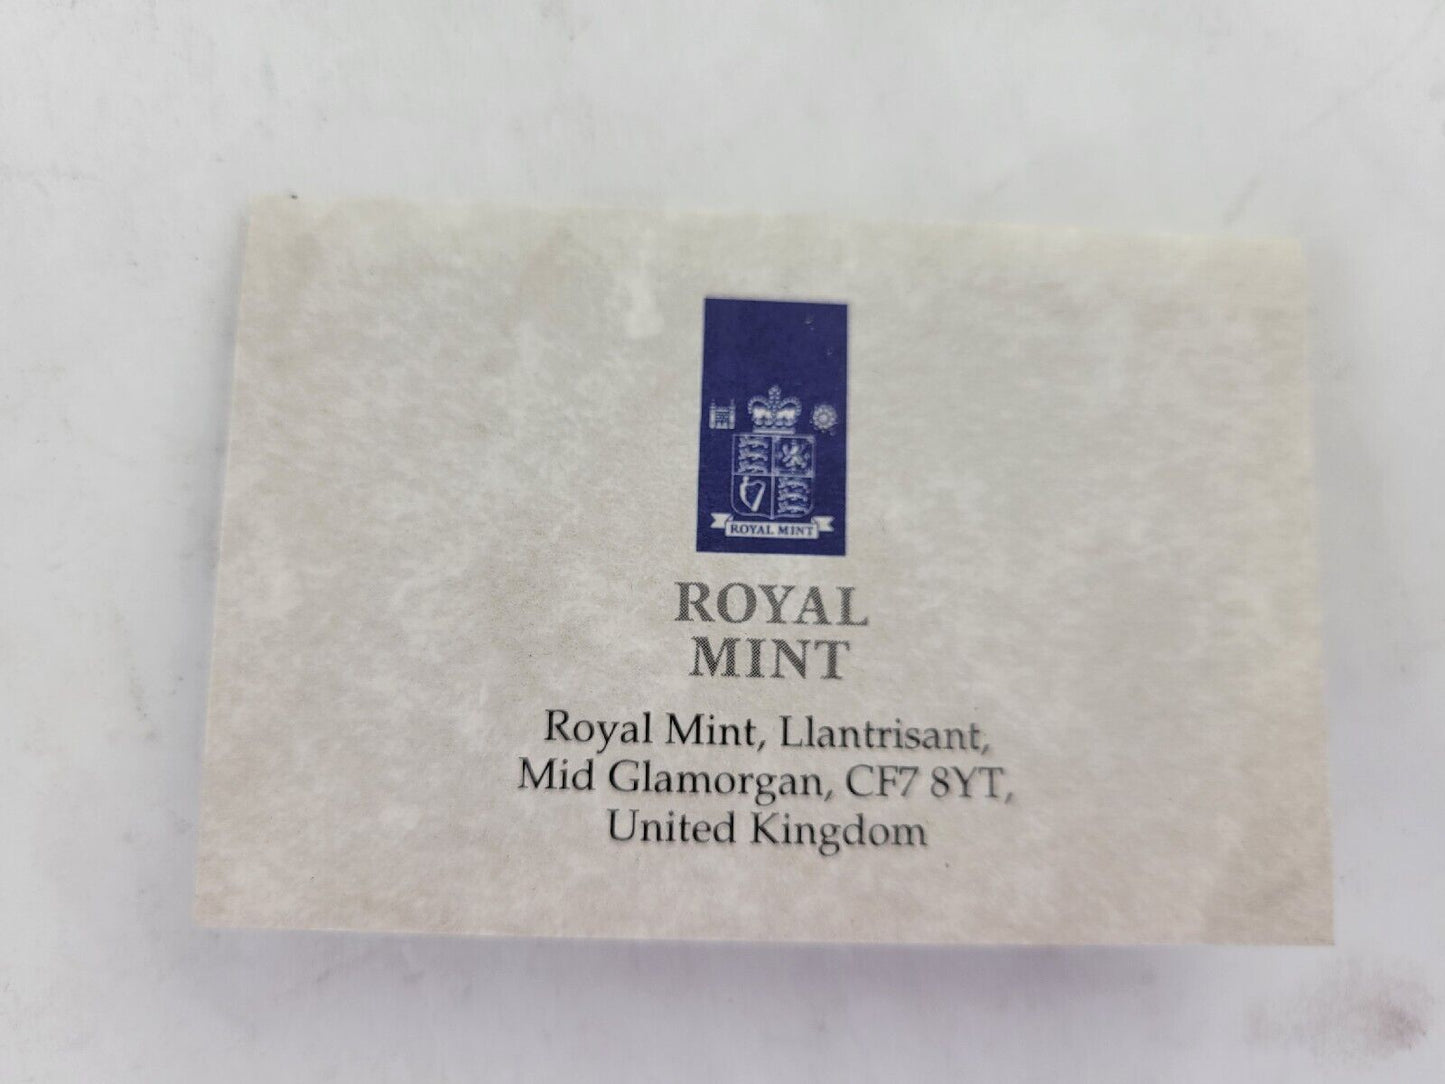 ROYAL MINT
ROYAL
MINT
Royal Mint, Llantrisant,
Mid Glamorgan, CF7 8YT,
United Kingdom